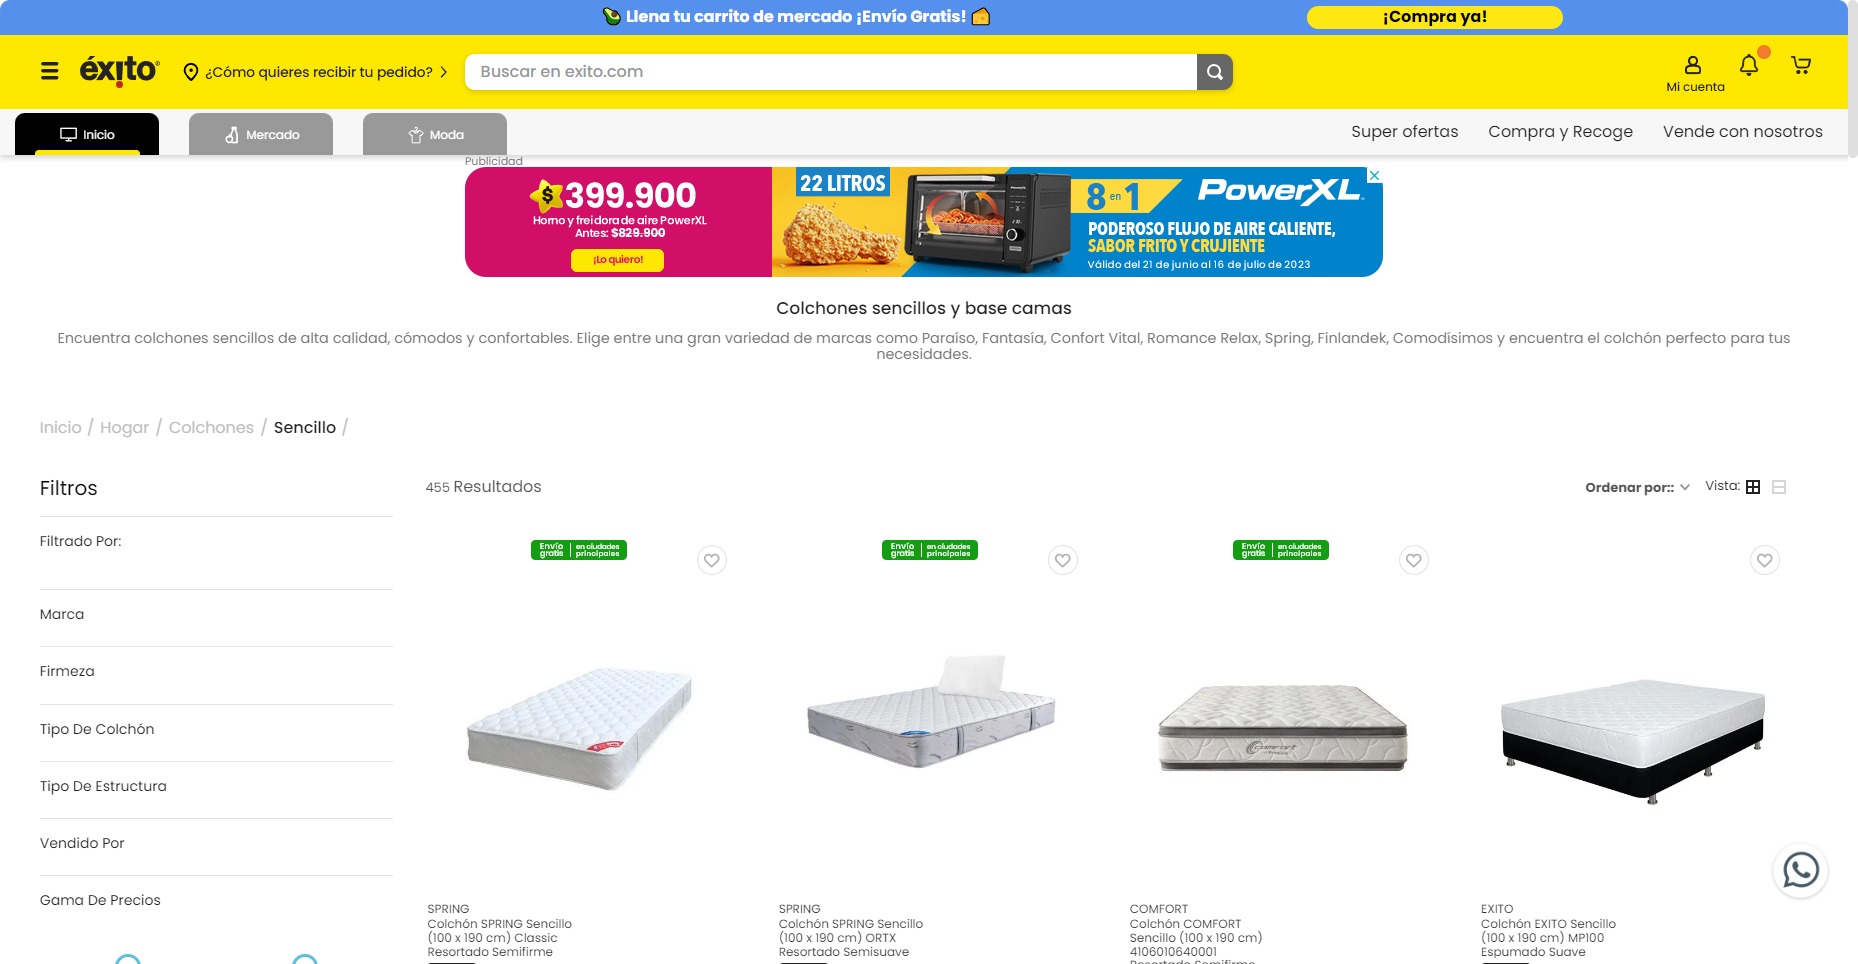 Llena tu carrito de mercado ¡Envío Gratis!
¡Compra ya!
éxito
¿Cómo quieres recibir tu pedido?
Buscar en exito.com
Mi cuenta
Inicio
Mercado
Moda
Super ofertas
Compra y Recoge
Vende con nosotros
Publicidad
$399.900
Horno y freidora de aire PowerXL
Antes: $829.900
¡Lo quiero!
22 LITROS
8 en 1
PowerXL
PODEROSO FLUJO DE AIRE CALIENTE,
SABOR FRITO Y CRUJIENTE
Válido del 21 de junio al 16 de julio de 2023
Colchones sencillos y base camas
Encuentra colchones sencillos de alta calidad, cómodos y confortables. Elige entre una gran variedad de marcas como Paraíso, Fantasía, Confort Vital, Romance Relax, Spring, Finlandek, Comodísimos y encuentra el colchón perfecto para tus
necesidades.
Inicio / Hogar / Colchones / Sencillo /
Filtros
455 Resultados
Ordenar por::
Vista:
Filtrado Por:
Marca
Firmeza
Tipo De Colchón
Tipo De Estructura
Vendido Por
Gama De Precios
Envío gratis | en ciudades principales
Envío gratis | en ciudades principales
Envío gratis | en ciudades principales
SPRING
Colchón SPRING Sencillo
(100 x 190 cm) Classic
Resortado Semifirme
SPRING
Colchón SPRING Sencillo
(100 x 190 cm) ORTX
Resortado Semisuave
COMFORT
Colchón COMFORT
Sencillo (100 x 190 cm)
4106010640001
Resortado Semifirme
EXITO
Colchón EXITO Sencillo
(100 x 190 cm) MP100
Espumado Suave